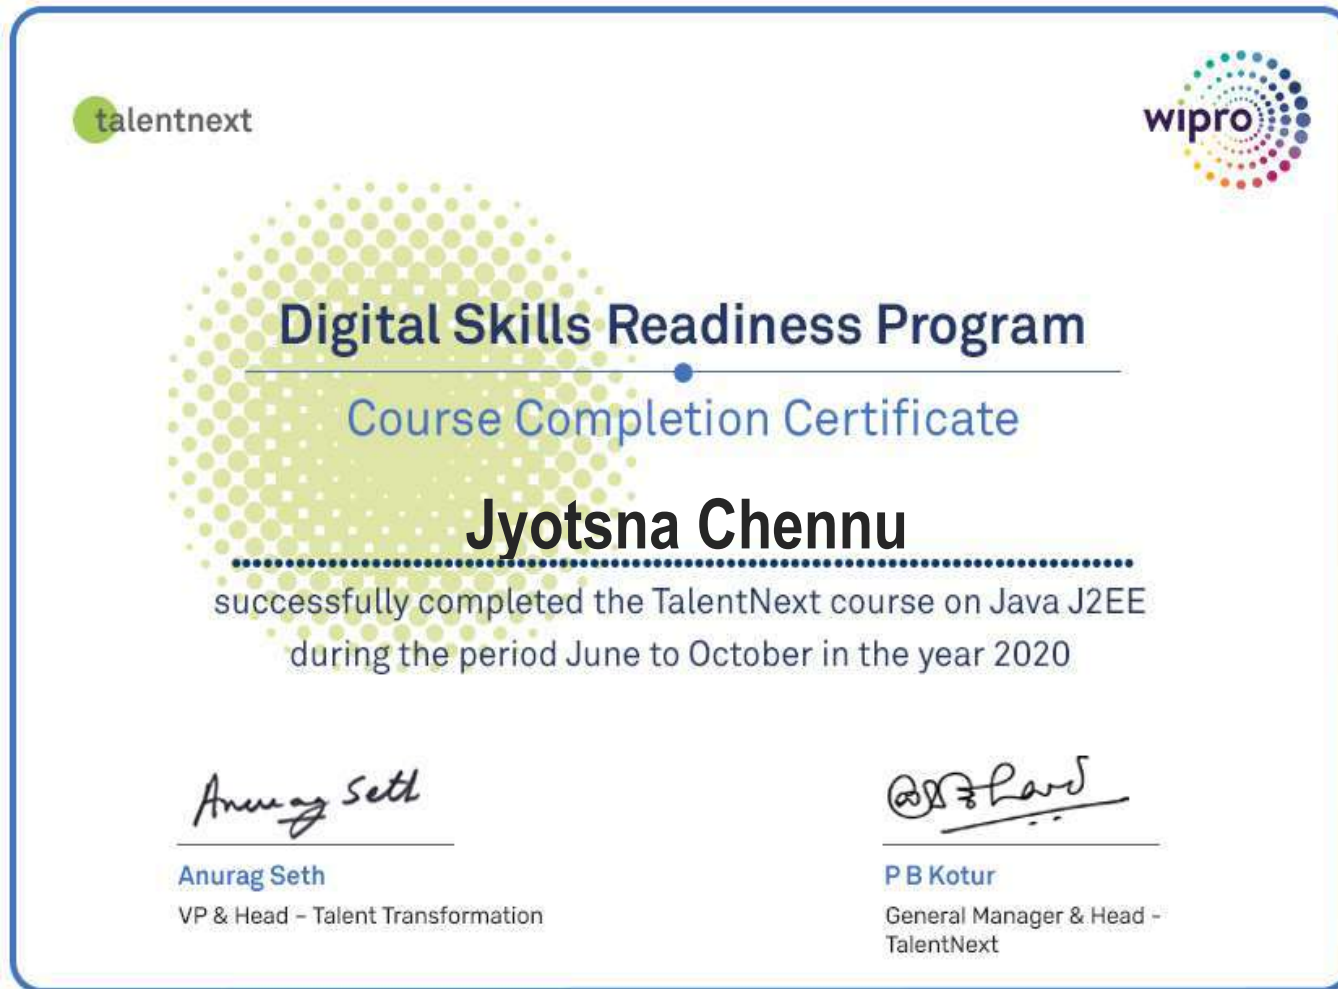 talentnext
wipro
Digital Skills Readiness Program
Course Completion Certificate
Jyotsna Chennu
successfully completed the TalentNext course on Java J2EE
during the period June to October in the year 2020
Anurag Seth
Anurag Seth
VP & Head – Talent Transformation
P B Kotur
General Manager & Head -
TalentNext